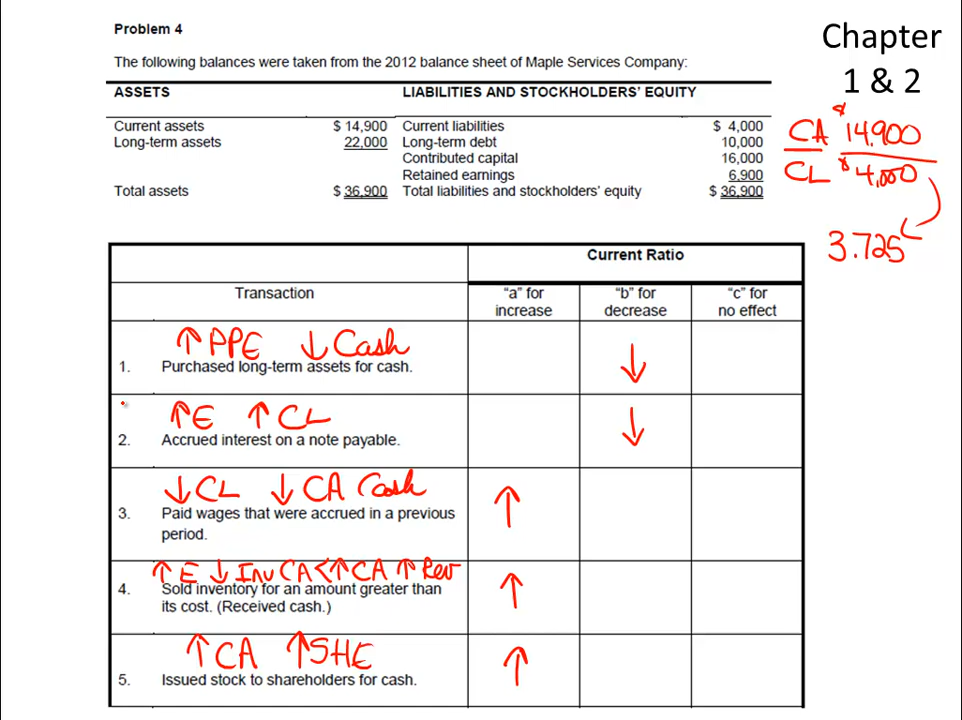 Problem 4
Chapter
1 & 2
The following balances were taken from the 2012 balance sheet of Maple Services Company:
ASSETS LIABILITIES AND STOCKHOLDERS' EQUITY
Current assets $ 14,900 Current liabilities $ 4,000
Long-term assets 22,000 Long-term debt 10,000
Contributed capital 16,000
Retained earnings 6,900
Total assets $ 36,900 Total liabilities and stockholders' equity $ 36,900
CA $14,900
CL $4,000
3.725
Current Ratio
Transaction "a" for increase "b" for decrease "c" for no effect
↑PPE ↓Cash
1. Purchased long-term assets for cash. ↓
↑E ↑CL
2. Accrued interest on a note payable. ↓
↓CL ↓CA Cash
3. Paid wages that were accrued in a previous ↑
period.
↑E ↓Inv CA<↑CA ↑Rev
4. Sold inventory for an amount greater than ↑
its cost. (Received cash.)
↑CA ↑SHE
5. Issued stock to shareholders for cash. ↑